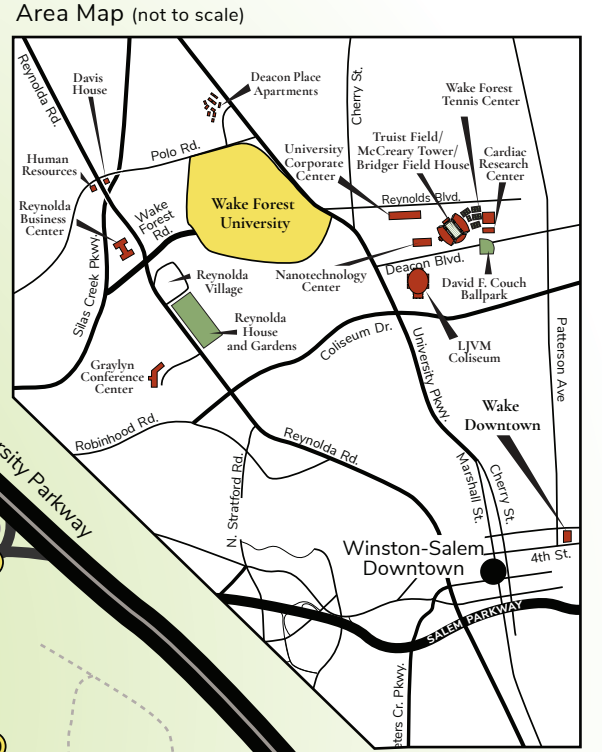 Area Map (not to scale)
Reynolda Rd.
Davis
House
Deacon Place
Apartments
Cherry St.
Wake Forest
Tennis Center
Truist Field/
McCreary Tower/
Bridger Field House
University
Corporate
Center
Cardiac
Research
Center
Polo Rd.
Human
Resources
Reynolda
Business
Center
Wake
Forest
Rd.
Wake Forest
University
Reynolds Blvd.
Deacon Blvd.
Nanotechnology
Center
David F. Couch
Ballpark
Silas Creek Pkwy.
Reynolda
Village
Reynolda
House
and Gardens
Coliseum Dr.
LJVM
Coliseum
University Pkwy.
Patterson Ave
Graylyn
Conference
Center
Wake
Downtown
Robinhood Rd.
Reynolda Rd.
N. Stratford Rd.
Marshall St.
Cherry St.
Winston-Salem
Downtown
4th St.
SALEM PARKWAY
eters Cr. Pkwy.
rsity Parkway